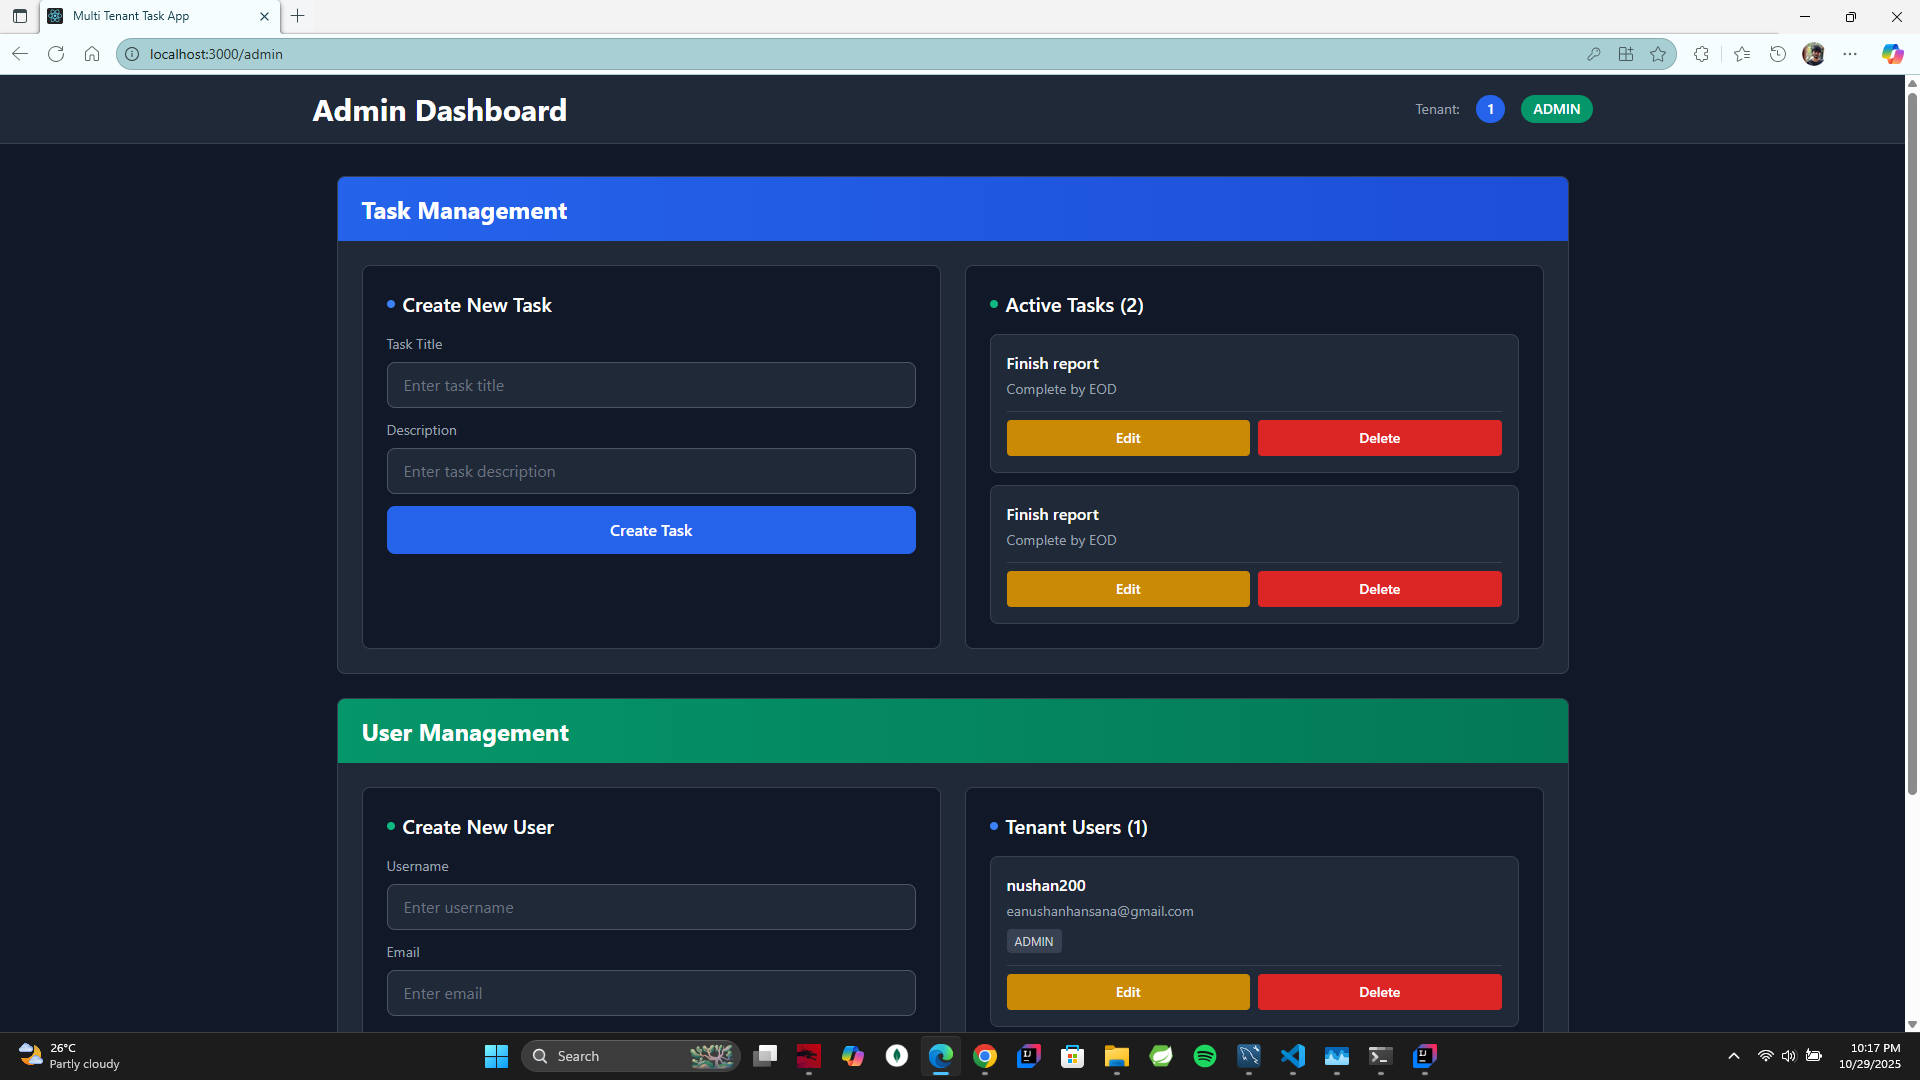 Multi Tenant Task App
localhost:3000/admin
Admin Dashboard
Tenant: 1 ADMIN
Task Management
Create New Task
Task Title
Enter task title
Description
Enter task description
Create Task
Active Tasks (2)
Finish report
Complete by EOD
Edit Delete
Finish report
Complete by EOD
Edit Delete
User Management
Create New User
Username
Enter username
Email
Enter email
Tenant Users (1)
nushan200
eanushanhansana@gmail.com
ADMIN
Edit Delete
26°C
Partly cloudy
Search
10:17 PM
10/29/2025